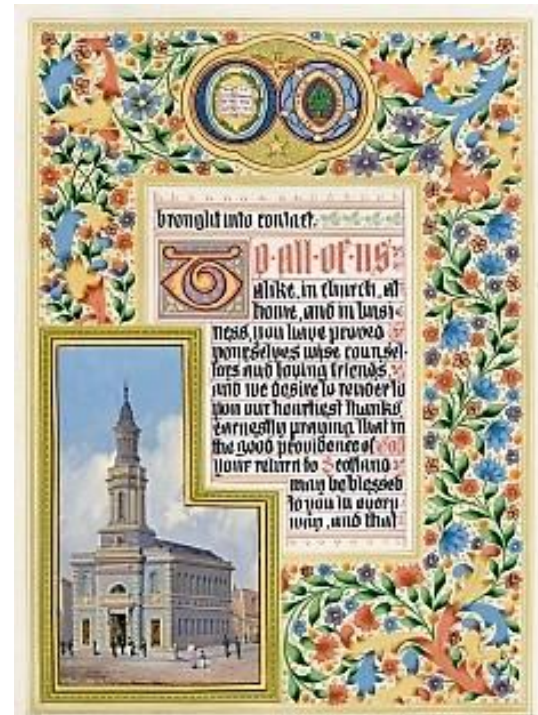 brought into contact.
To all of us
alike, in church, at
home, and in busi
ness, you have proved
yourselves wise counsel-
lors and loving friends,
and we desire to render to
you our heartiest thanks,
earnestly praying that in
the good providence of God
your return to Scotland
may be blessed
to you in every
way, and that